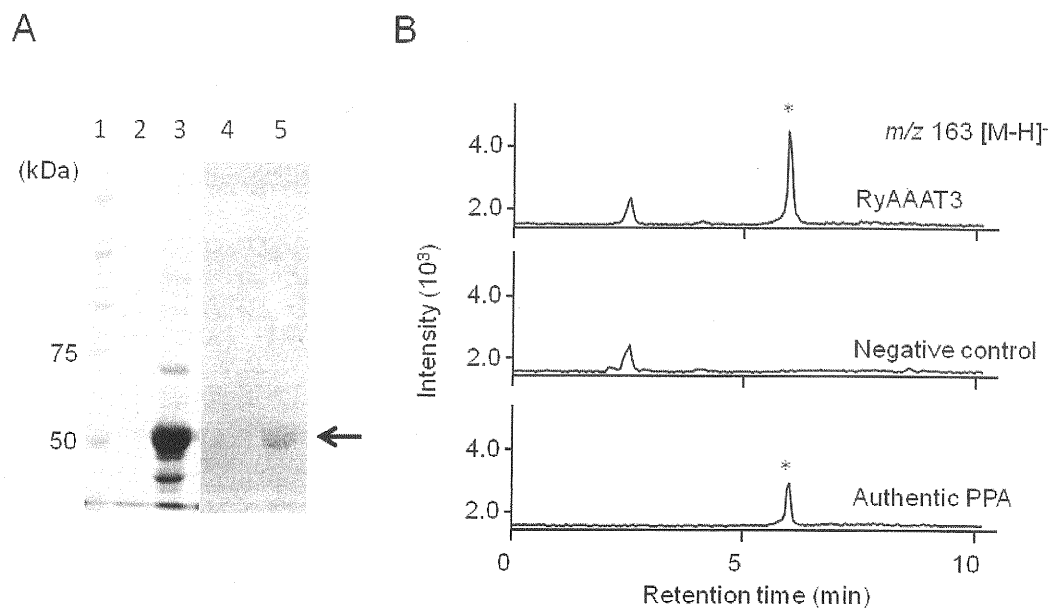 A
1 2 3 4 5
(kDa)
75
50
B
Intensity (10³)
*
m/z 163 [M-H]⁻
4.0
2.0
RyAAAT3
4.0
2.0
Negative control
*
4.0
2.0
Authentic PPA
0 5 10
Retention time (min)